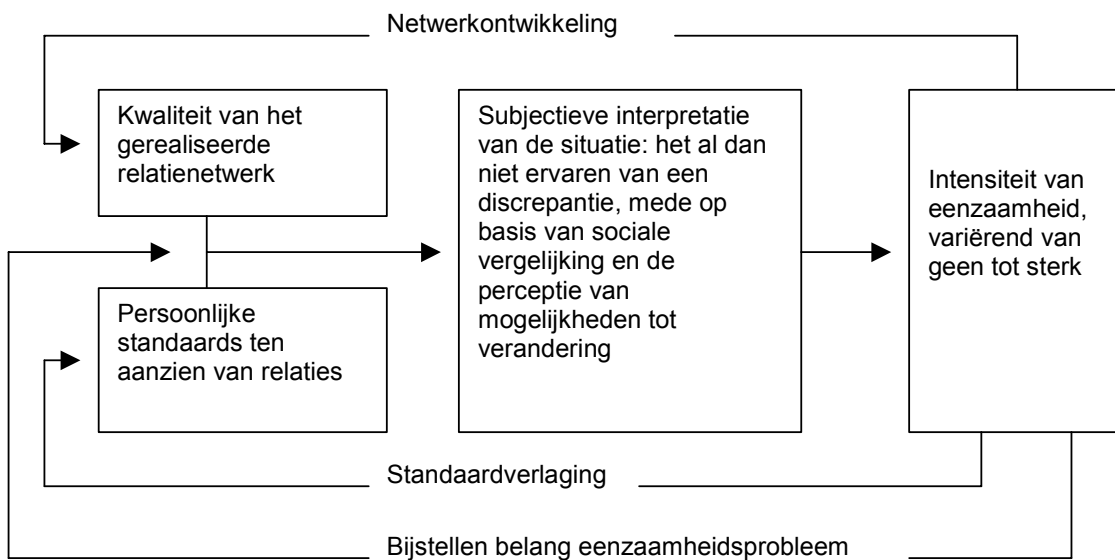 Netwerkontwikkeling
Kwaliteit van het
gerealiseerde
relatienetwerk
Subjectieve interpretatie
van de situatie: het al dan
niet ervaren van een
discrepantie, mede op
basis van sociale
vergelijking en de
perceptie van
mogelijkheden tot
verandering
Intensiteit van
eenzaamheid,
variërend van
geen tot sterk
Persoonlijke
standaards ten
aanzien van relaties
Standaardverlaging
Bijstellen belang eenzaamheidsprobleem